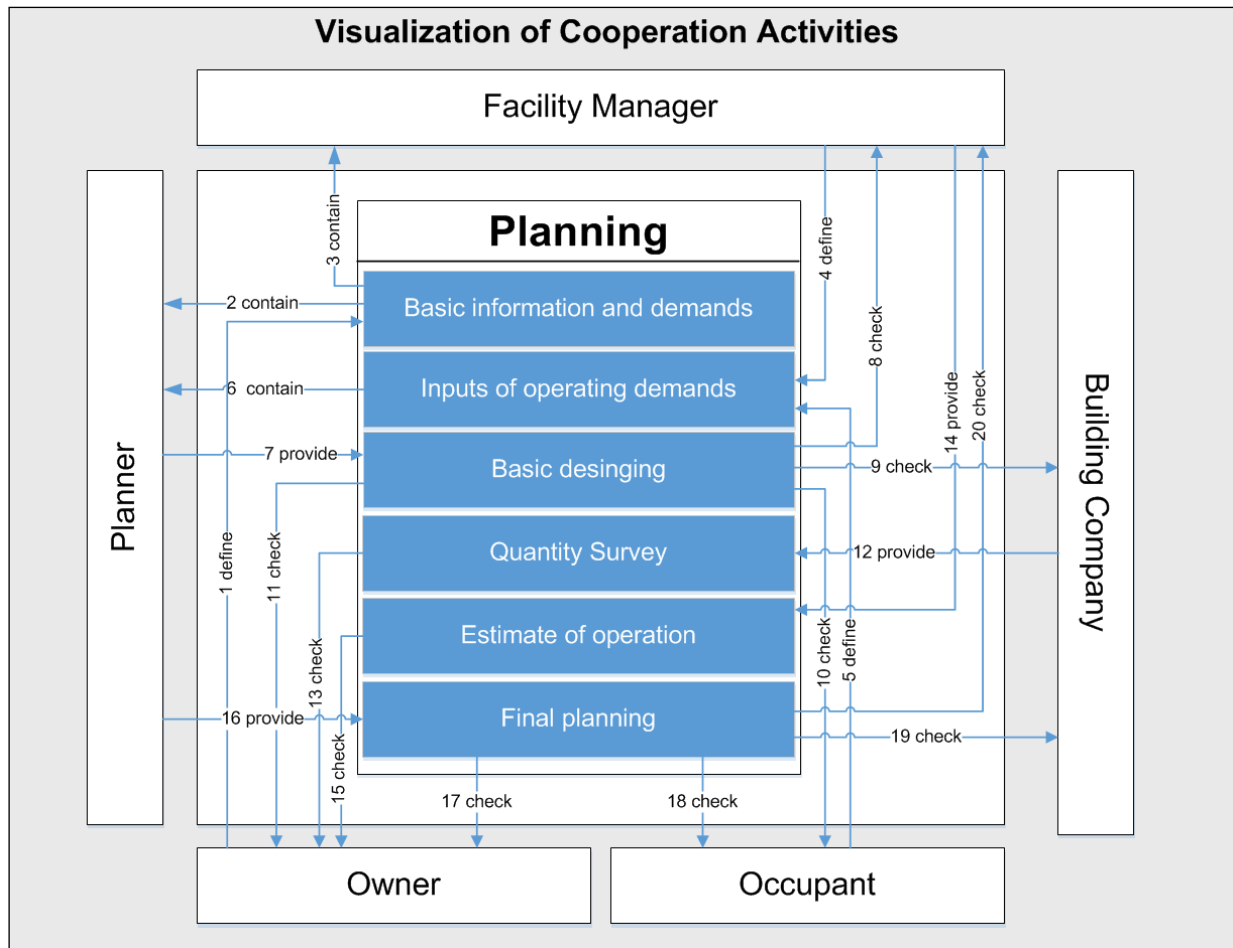 Visualization of Cooperation Activities
Facility Manager
Planner
Building Company
Planning
3 contain
4 define
8 check
14 provide
20 check
Basic information and demands
2 contain
Inputs of operating demands
6 contain
7 provide
Basic desinging
9 check
1 define
11 check
Quantity Survey
12 provide
13 check
Estimate of operation
10 check
5 define
15 check
16 provide
Final planning
19 check
17 check
18 check
Owner
Occupant